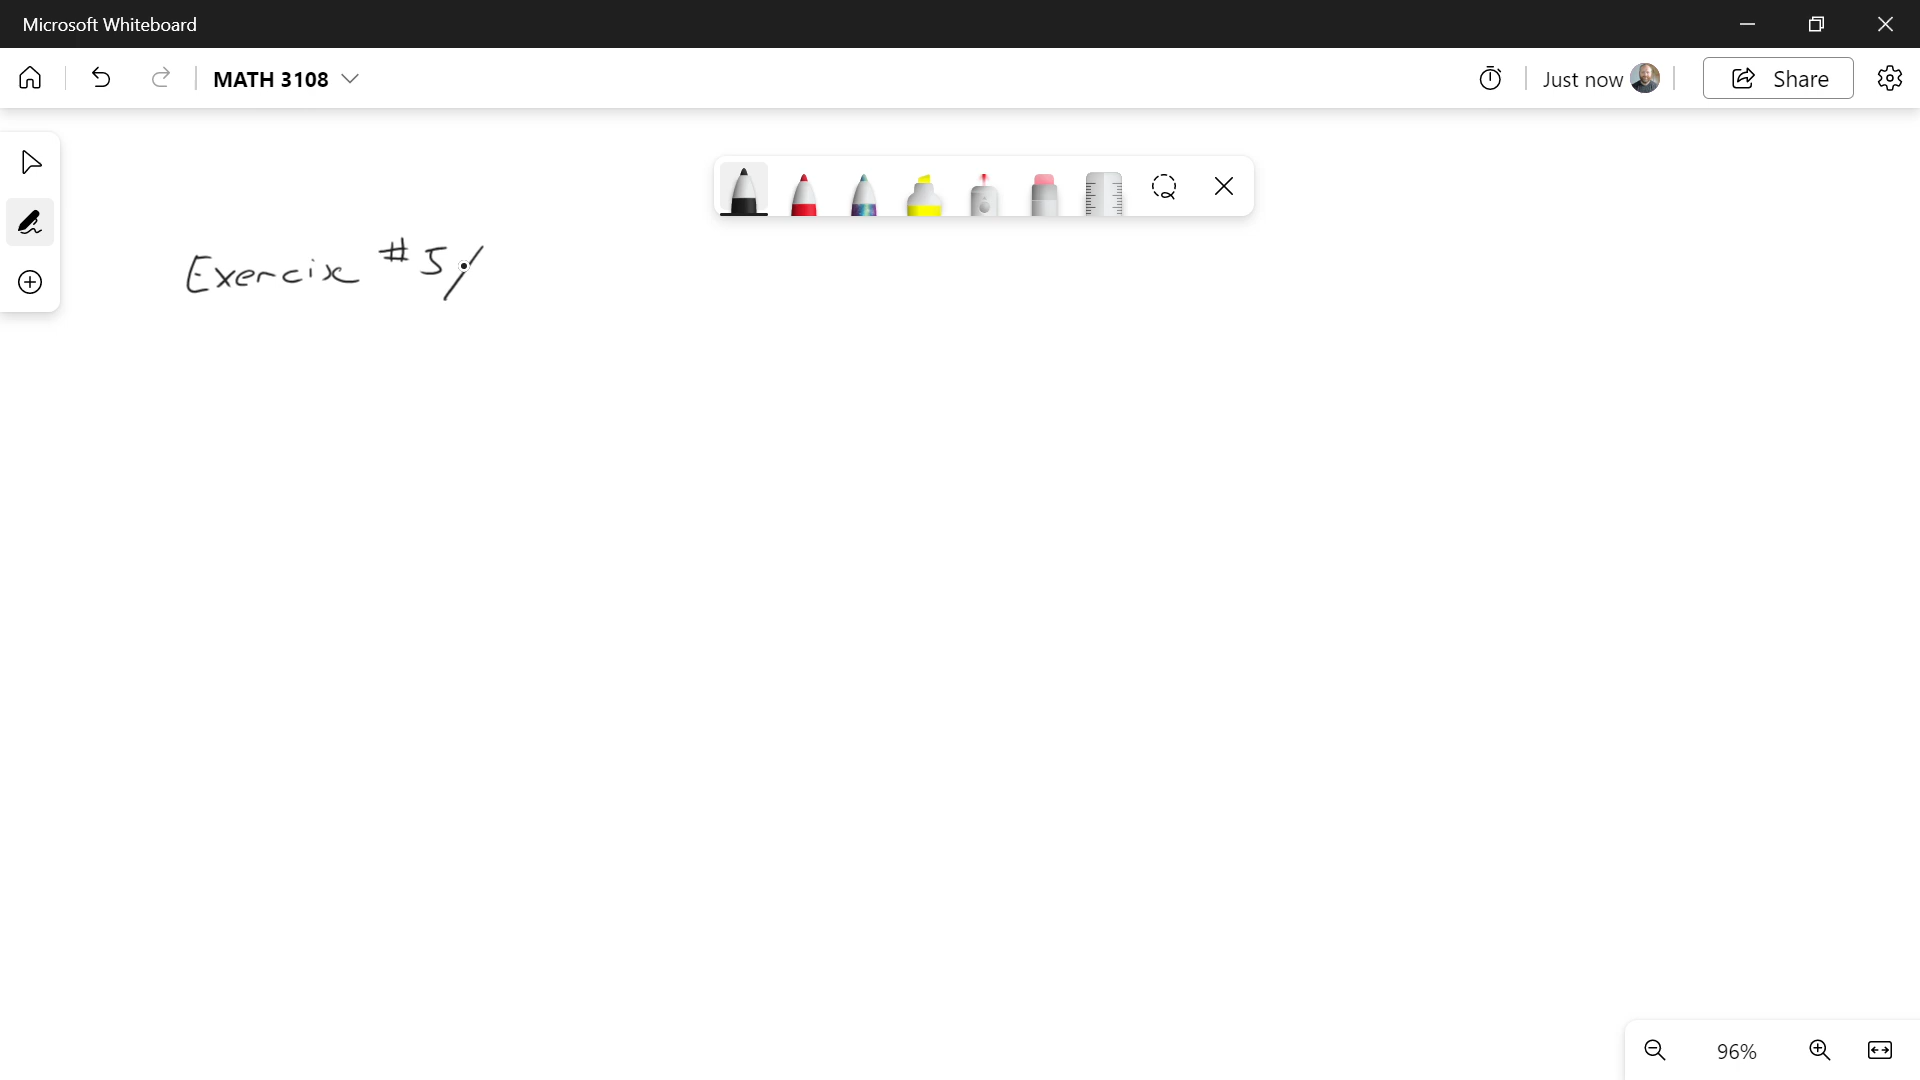 Microsoft Whiteboard
MATH 3108
Just now
Share
Exercise #5/
96%